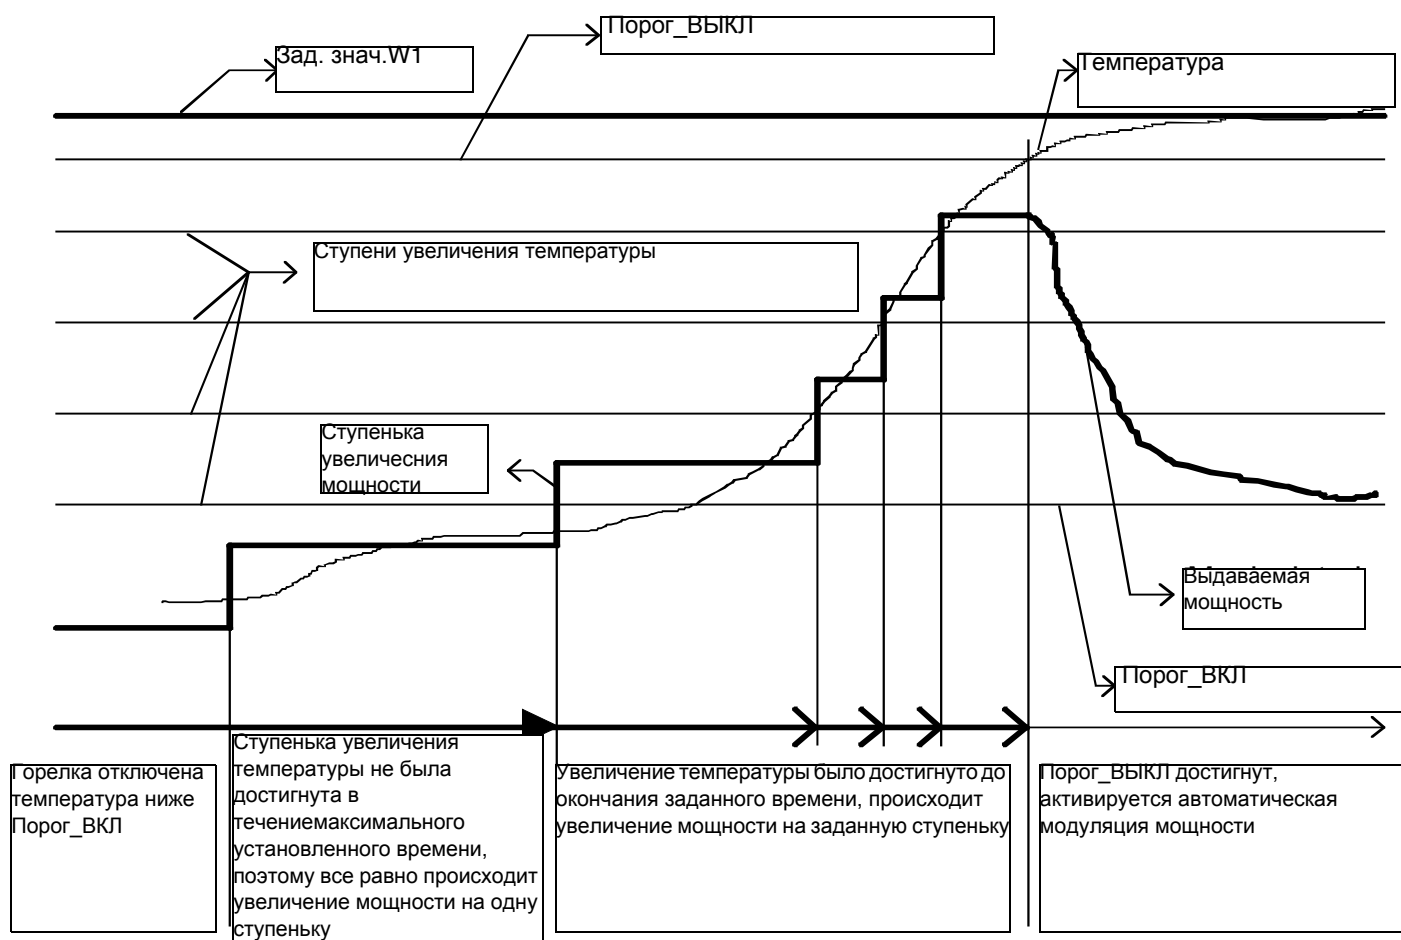 Порог_ВЫКЛ
Зад. знач.W1
Температура
Ступени увеличения температуры
Ступенька
увеличесния
мощности
Выдаваемая
мощность
Порог_ВКЛ
Горелка отключена
температура ниже
Порог_ВКЛ
Ступенька увеличения
температуры не была
достигнута в
течениемаксимального
установленного времени,
поэтому все равно происходит
увеличение мощности на одну
ступеньку
Увеличение температуры было достигнуто до
окончания заданного времени, происходит
увеличение мощности на заданную ступеньку
Порог_ВЫКЛ достигнут,
активируется автоматическая
модуляция мощности